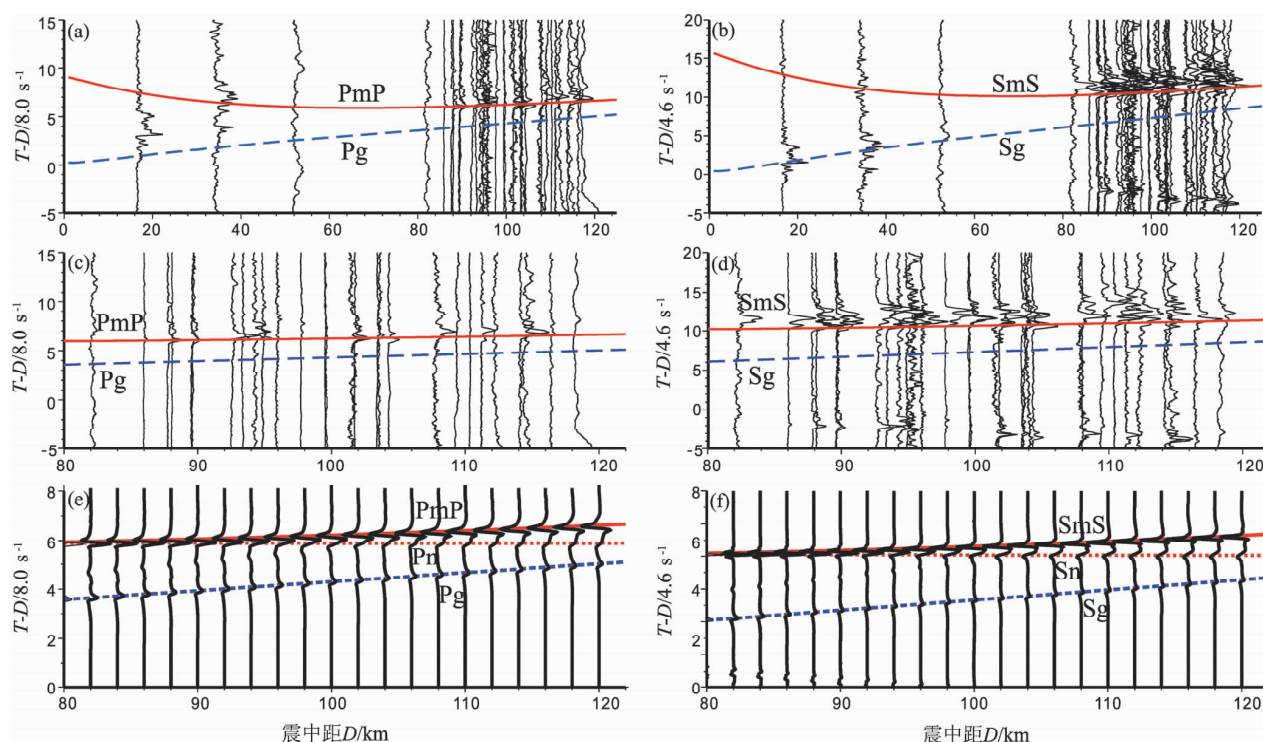 (a)
T-D/8.0 s⁻¹
15
10
5
0
-5
PmP
Pg
0 20 40 60 80 100 120
(b)
T-D/4.6 s⁻¹
20
15
10
5
0
-5
SmS
Sg
0 20 40 60 80 100 120
(c)
T-D/8.0 s⁻¹
15
10
5
0
-5
PmP
Pg
80 90 100 110 120
(d)
T-D/4.6 s⁻¹
20
15
10
5
0
-5
SmS
Sg
80 90 100 110 120
(e)
T-D/8.0 s⁻¹
8
6
4
2
0
PmP
Pn
Pg
80 90 100 110 120
震中距D/km
(f)
T-D/4.6 s⁻¹
8
6
4
2
0
SmS
Sn
Sg
80 90 100 110 120
震中距D/km